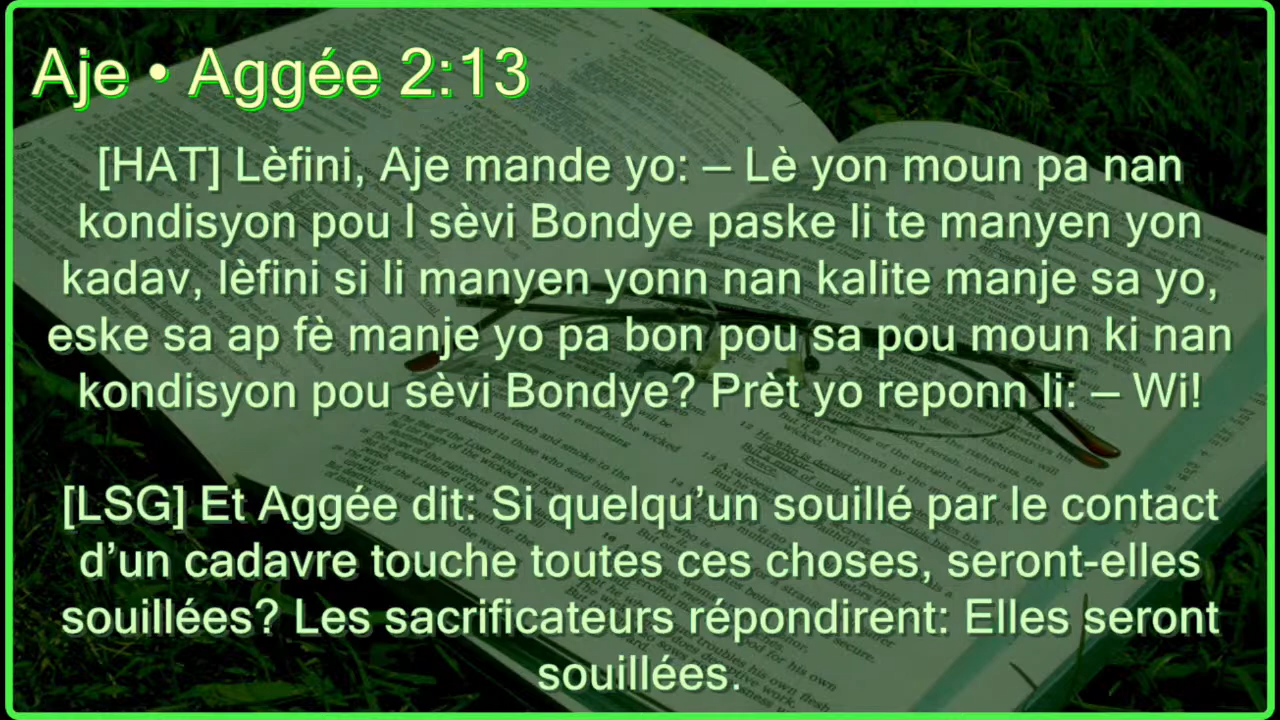 Aje • Aggée 2:13
[HAT] Lèfini, Aje mande yo: – Lè yon moun pa nan
kondisyon pou l sèvi Bondye paske li te manyen yon
kadav, lèfini si li manyen yonn nan kalite manje sa yo,
eske sa ap fè manje yo pa bon pou sa pou moun ki nan
kondisyon pou sèvi Bondye? Prèt yo reponn li: – Wi!
[LSG] Et Aggée dit: Si quelqu’un souillé par le contact
d’un cadavre touche toutes ces choses, seront-elles
souillées? Les sacrificateurs répondirent: Elles seront
souillées.